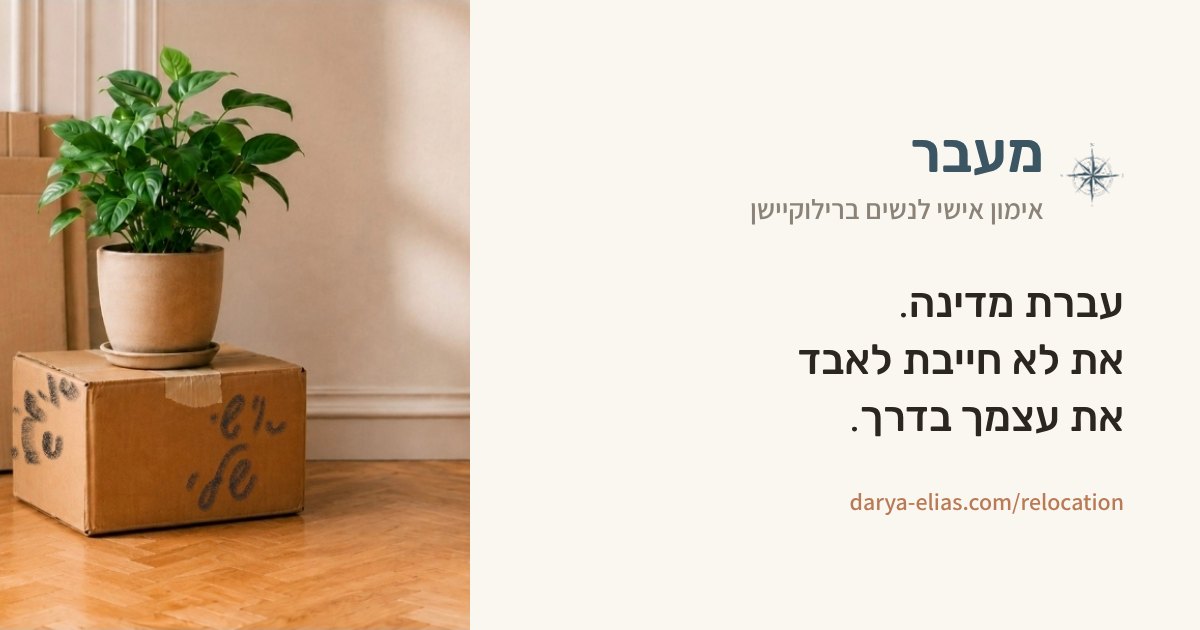 מעבר
אימון אישי לנשים ברילוקיישן
עברת מדינה.
את לא חייבת לאבד
את עצמך בדרך.
darya-elias.com/relocation
שלי